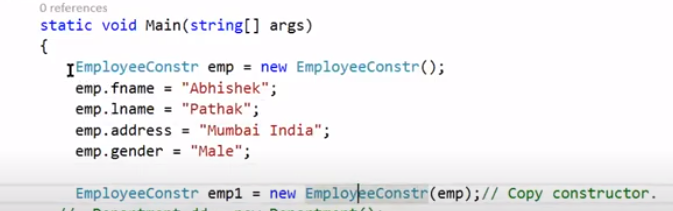 0 references
static void Main(string[] args)
{
EmployeeConstr emp = new EmployeeConstr();
emp.fname = "Abhishek";
emp.lname = "Pathak";
emp.address = "Mumbai India";
emp.gender = "Male";
EmployeeConstr emp1 = new EmployeeConstr(emp);// Copy constructor.